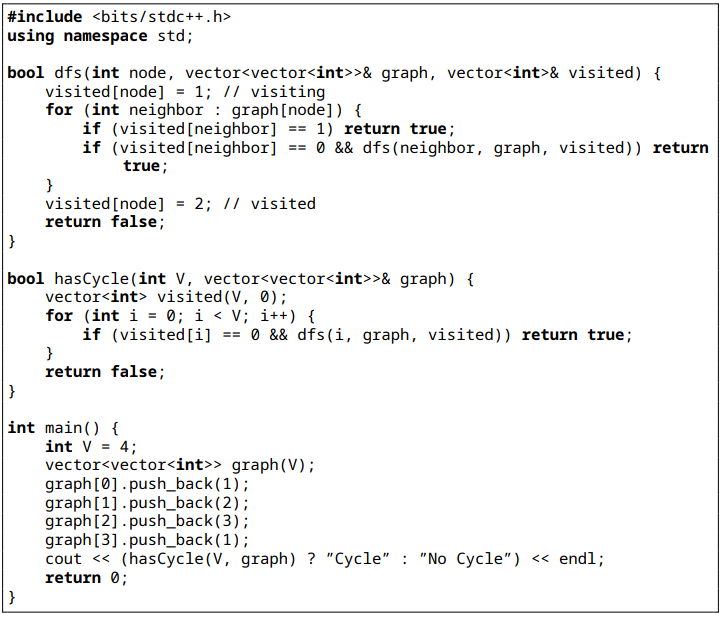 #include <bits/stdc++.h>
using namespace std;

bool dfs(int node, vector<vector<int>>& graph, vector<int>& visited) {
    visited[node] = 1; // visiting
    for (int neighbor : graph[node]) {
        if (visited[neighbor] == 1) return true;
        if (visited[neighbor] == 0 && dfs(neighbor, graph, visited)) return
            true;
    }
    visited[node] = 2; // visited
    return false;
}

bool hasCycle(int V, vector<vector<int>>& graph) {
    vector<int> visited(V, 0);
    for (int i = 0; i < V; i++) {
        if (visited[i] == 0 && dfs(i, graph, visited)) return true;
    }
    return false;
}

int main() {
    int V = 4;
    vector<vector<int>> graph(V);
    graph[0].push_back(1);
    graph[1].push_back(2);
    graph[2].push_back(3);
    graph[3].push_back(1);
    cout << (hasCycle(V, graph) ? ”Cycle” : ”No Cycle”) << endl;
    return 0;
}